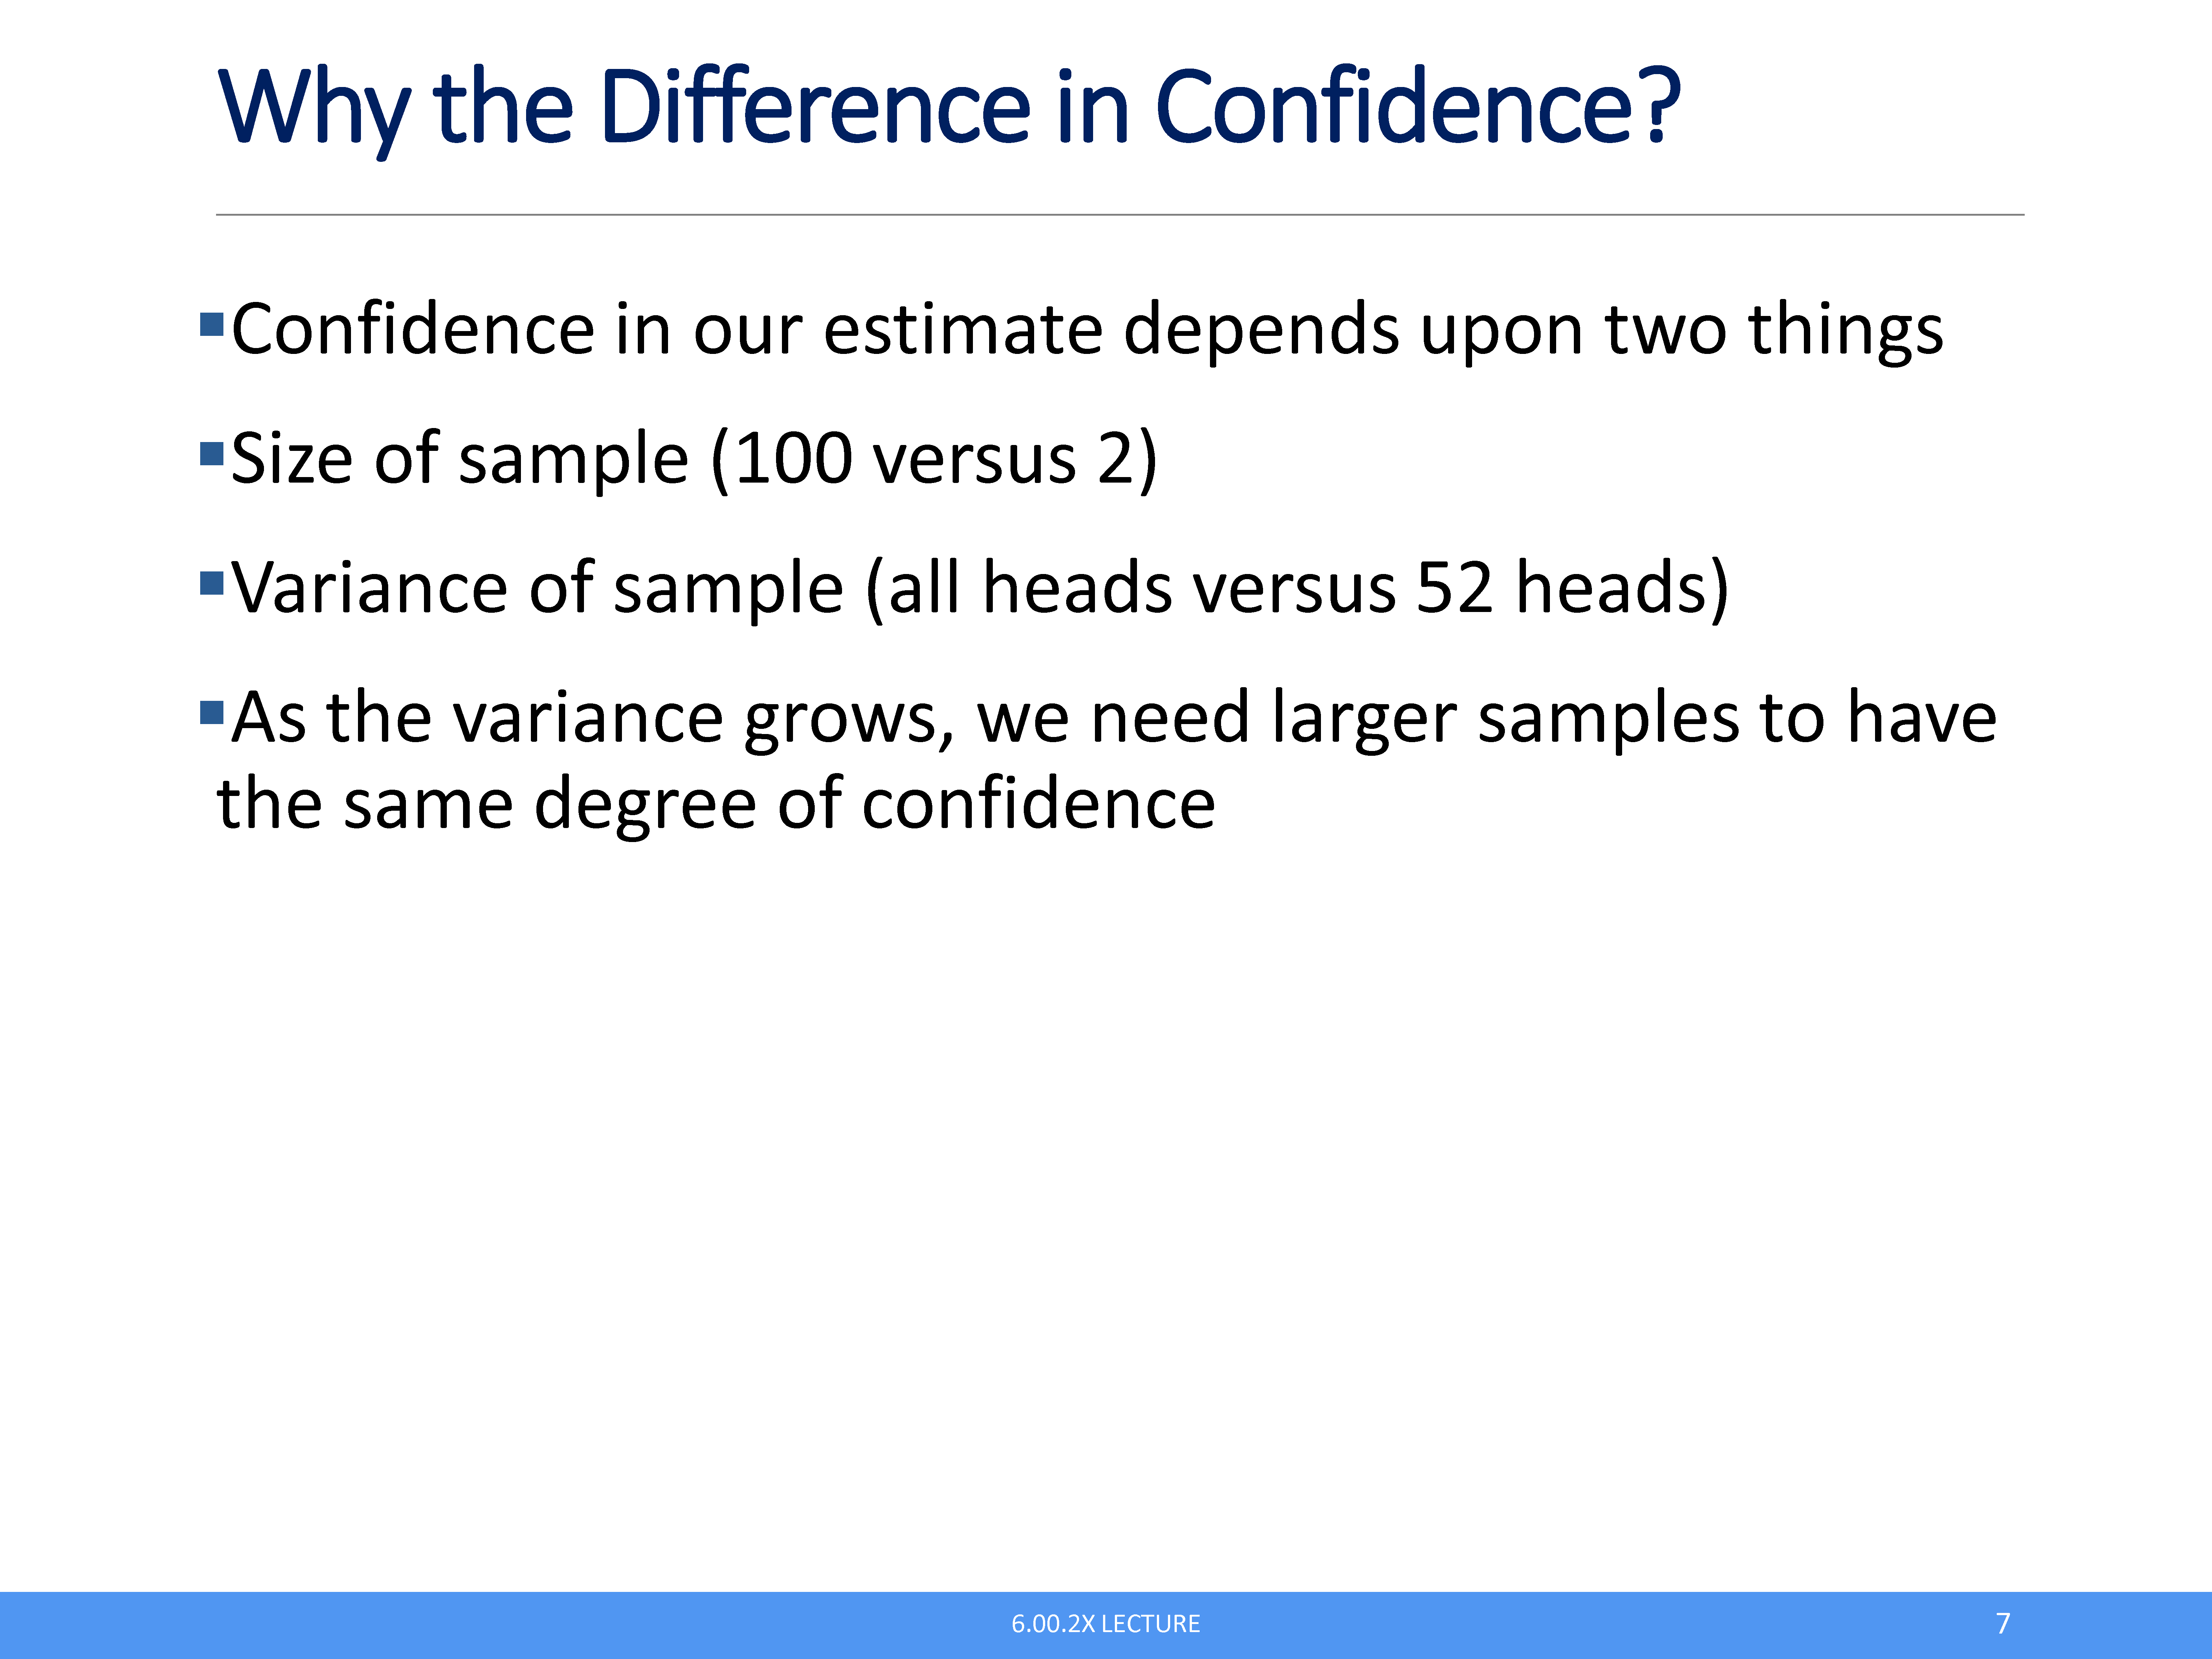 Why the Difference in Confidence?
▪Confidence in our estimate depends upon two things
▪Size of sample (100 versus 2)
▪Variance of sample (all heads versus 52 heads)
▪As the variance grows, we need larger samples to have
the same degree of confidence
6.00.2X LECTURE
7